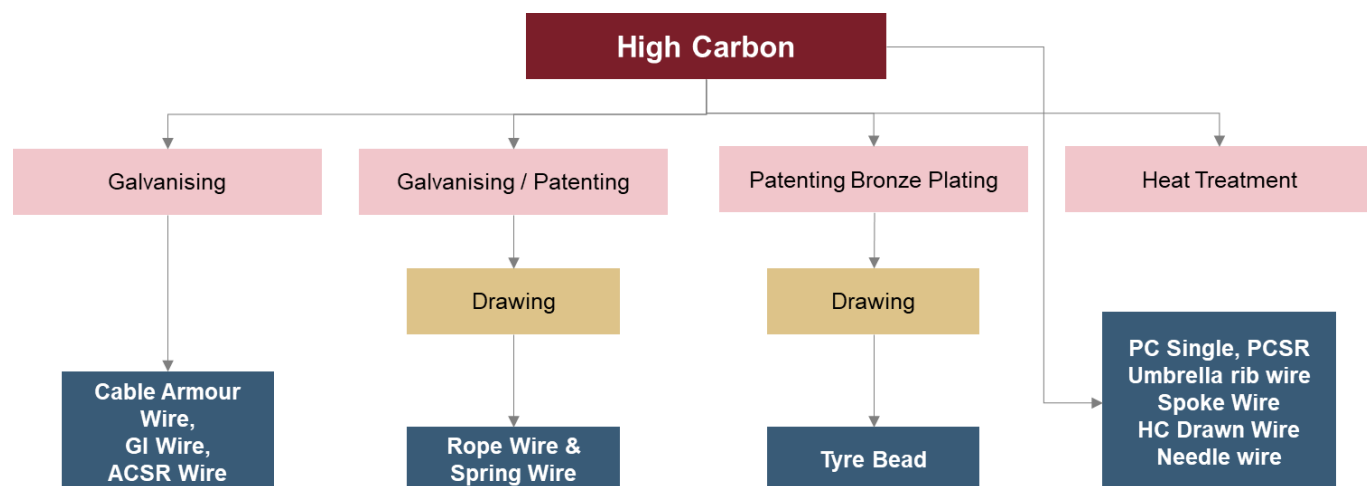 High Carbon
Galvanising
Galvanising / Patenting
Patenting Bronze Plating
Heat Treatment
Drawing
Drawing
Cable Armour
Wire,
GI Wire,
ACSR Wire
Rope Wire &
Spring Wire
Tyre Bead
PC Single, PCSR
Umbrella rib wire
Spoke Wire
HC Drawn Wire
Needle wire